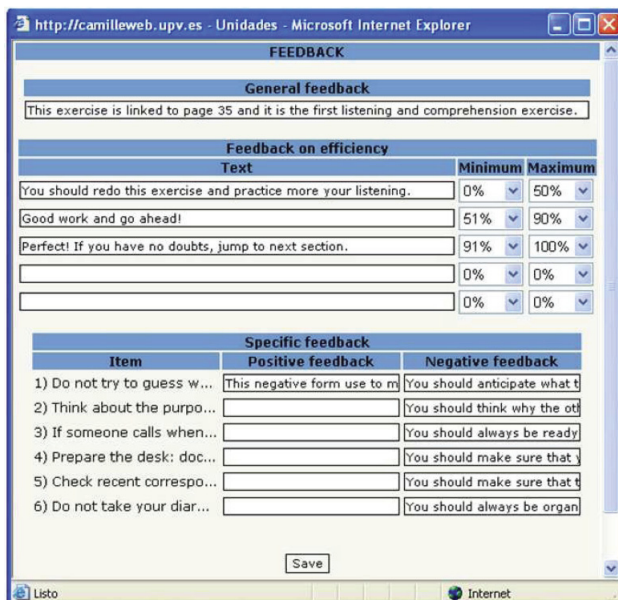 http://camilleweb.upv.es - Unidades - Microsoft Internet Explorer
FEEDBACK
General feedback
This exercise is linked to page 35 and it is the first listening and comprehension exercise.
Feedback on efficiency
Text Minimum Maximum
You should redo this exercise and practice more your listening. 0% 50%
Good work and go ahead! 51% 90%
Perfect! If you have no doubts, jump to next section. 91% 100%
0% 0%
0% 0%
Specific feedback
Item Positive feedback Negative feedback
1) Do not try to guess w... This negative form use to m You should anticipate what t
2) Think about the purpo... You should think why the oth
3) If someone calls when... You should always be ready
4) Prepare the desk: doc... You should make sure that y
5) Check recent correspo... You should make sure that t
6) Do not take your diar... You should always be organ
Save
Listo Internet